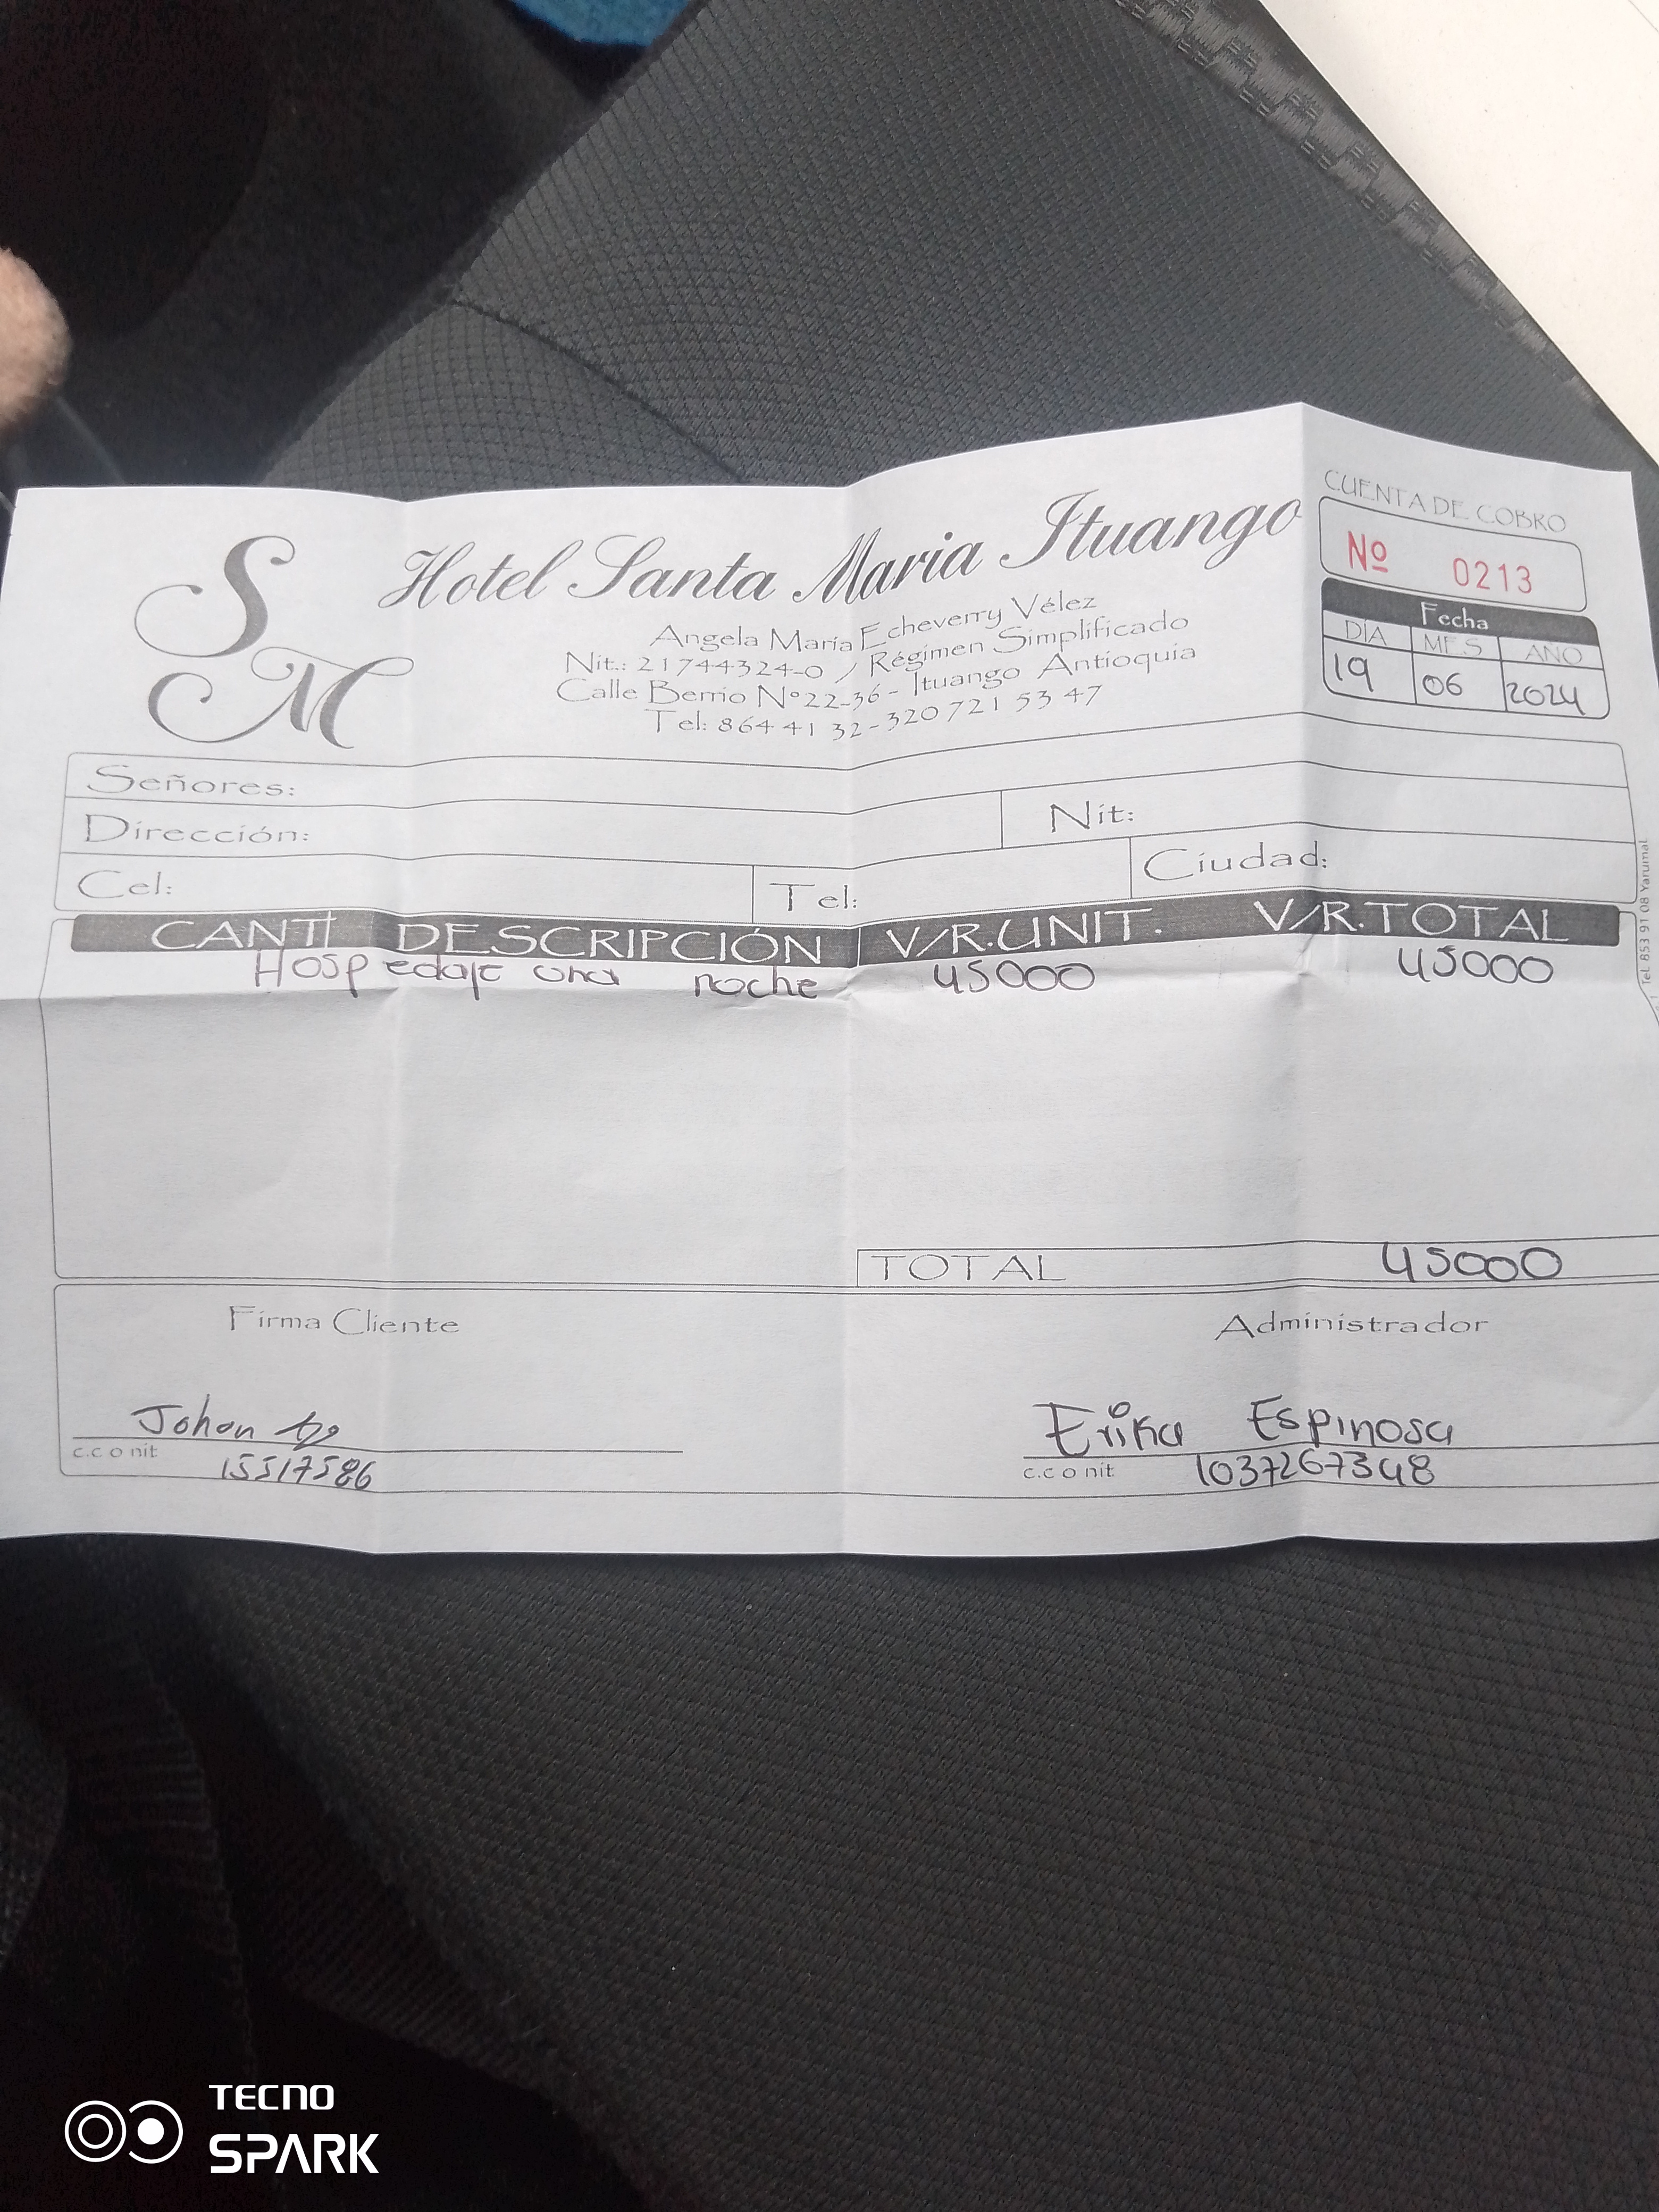 SM
Hotel Santa Maria Ituango
Angela María Echeverry Vélez
Nit.: 21744324-0 / Régimen Simplificado
Calle Berrio Nº 22-36 - Ituango Antioquia
Tel: 864 41 32 - 320 721 53 47
CUENTA DE COBRO
Nº 0213
Fecha
DÍA MES AÑO
19 06 2024
Señores:
Dirección: Nit:
Cel: Tel: Ciudad:
CANT DESCRIPCIÓN V/R.UNIT. V/R.TOTAL
Hospedaje una noche 45000 45000
TOTAL 45000
Firma Cliente Administrador
Johan Erika Espinosa
c.c o nit 15517586 c.c o nit 1037267348
Tel. 853 91 08 Yarumal
TECNO
SPARK